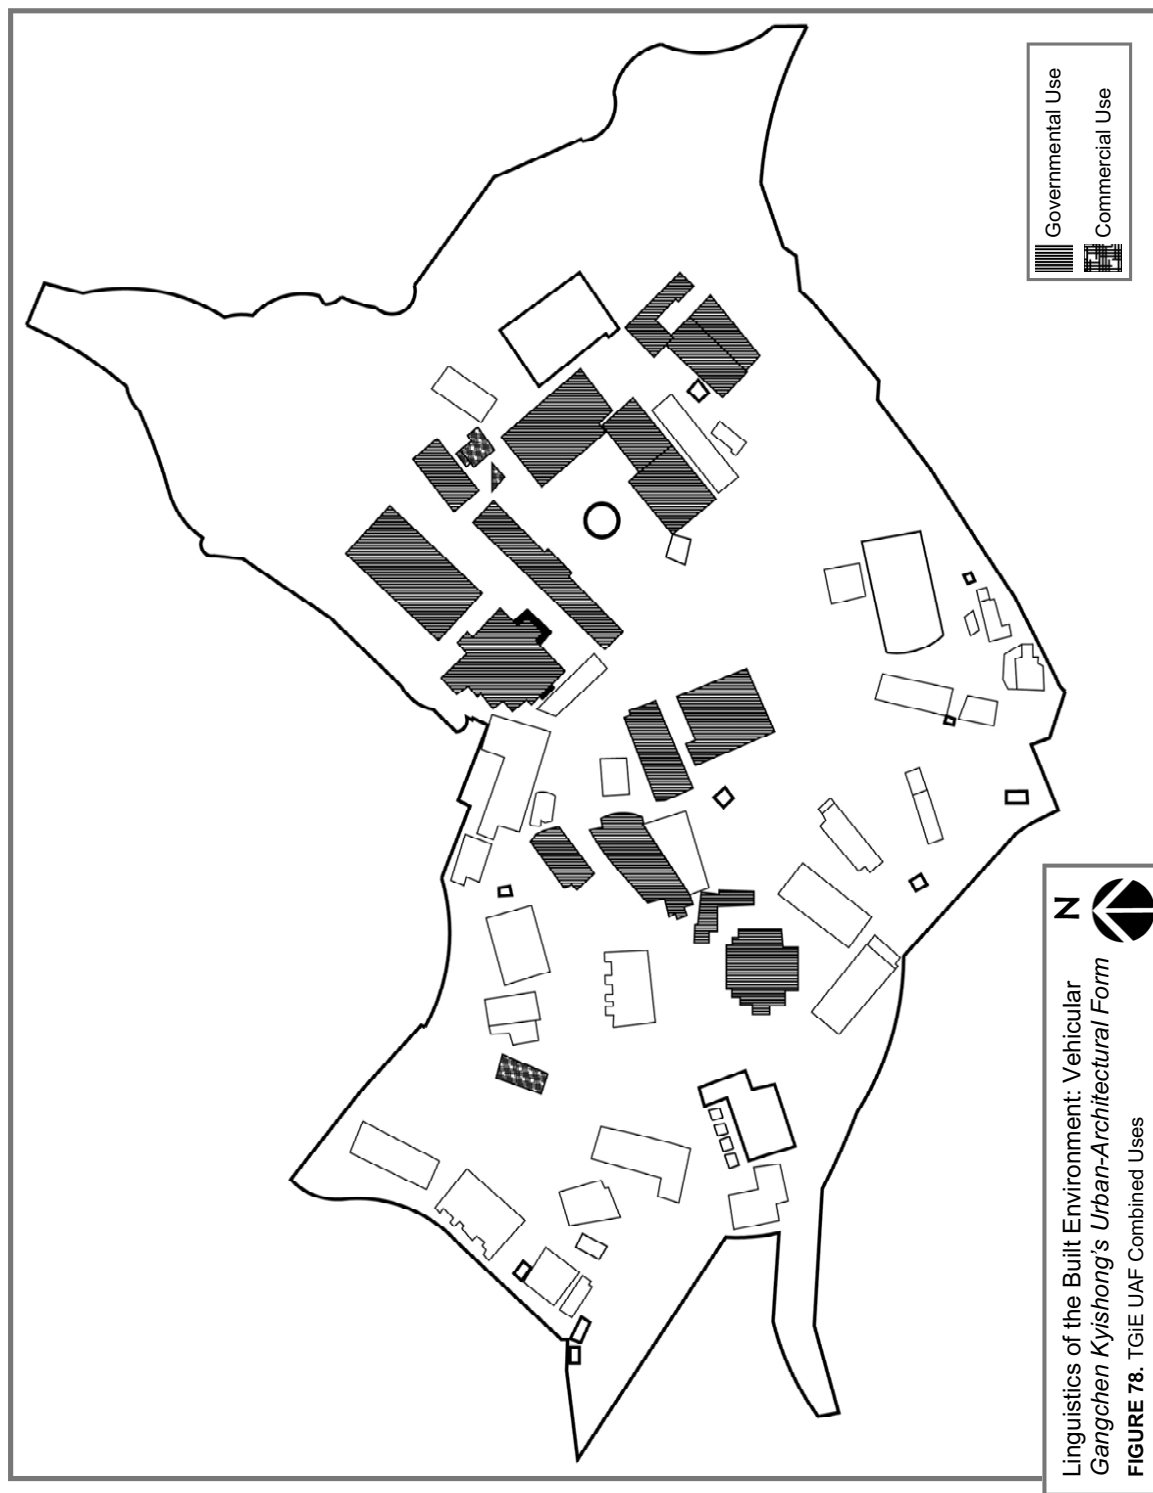 Governmental Use
Commercial Use
N
Linguistics of the Built Environment: Vehicular
Gangchen Kyishong's Urban-Architectural Form
FIGURE 78. TGiE UAF Combined Uses